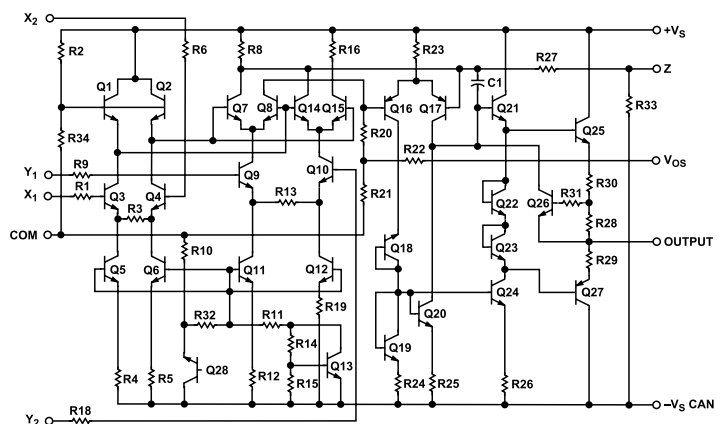 X2
R2
R6
R8
R16
R23
+VS
R27
Z
Q1
Q2
Q7
Q8
Q14
Q15
Q16
Q17
C1
Q21
R33
R34
R20
Q25
R22
VOS
Y1
R9
Q9
Q10
X1
R1
Q3
Q4
R13
R21
R30
Q22
Q26
R31
R3
R28
COM
R10
Q18
Q23
OUTPUT
R29
Q5
Q6
Q11
Q12
Q24
Q27
R19
R32
R11
Q20
R14
Q19
Q28
Q13
R4
R5
R12
R15
R24
R25
R26
–VS CAN
R18
Y2